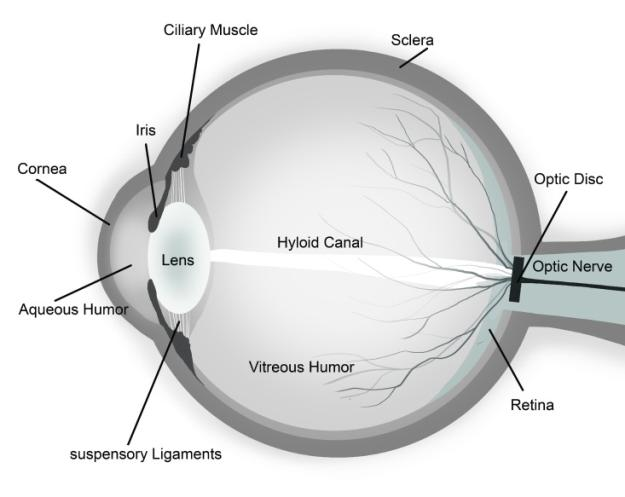 Ciliary Muscle
Sclera
Iris
Cornea
Optic Disc
Hyloid Canal
Lens
Optic Nerve
Aqueous Humor
Vitreous Humor
Retina
suspensory Ligaments